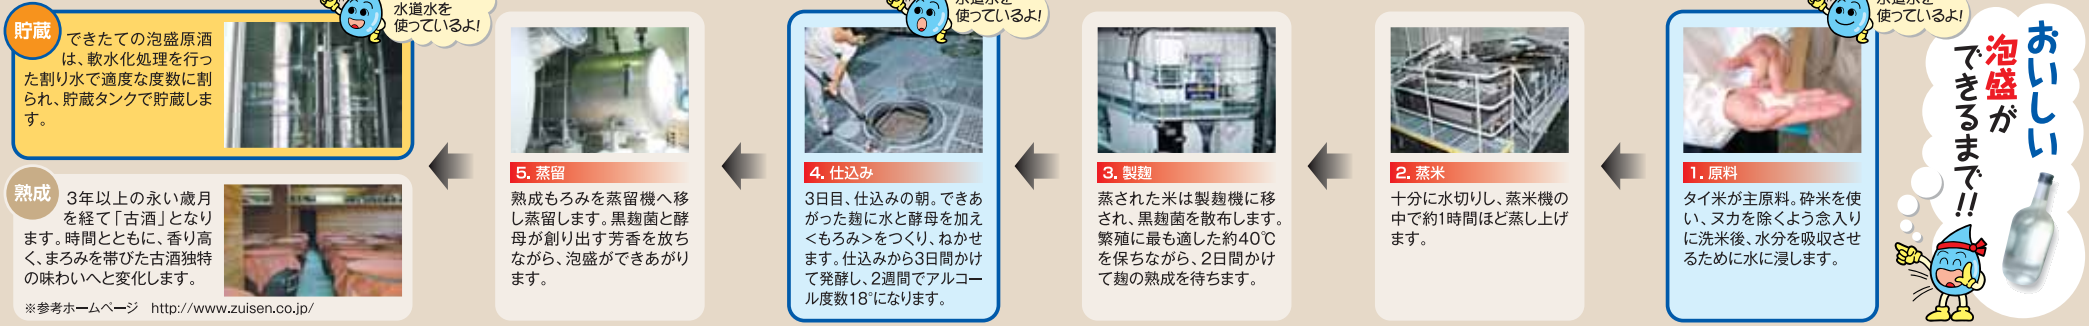 おいしい
泡盛が
できるまで!!
使っているよ!
1. 原料
タイ米が主原料。砕米を使
い、ヌカを除くよう念入り
に洗米後、水分を吸収させ
るために水に浸します。
2. 蒸米
十分に水切りし、蒸米機の
中で約1時間ほど蒸し上げ
ます。
3. 製麹
蒸された米は製麹機に移
され、黒麹菌を散布します。
繁殖に最も適した約40℃
を保ちながら、2日間かけ
て麹の熟成を待ちます。
使っているよ!
4. 仕込み
3日目、仕込みの朝。できあ
がった麹に水と酵母を加え
<もろみ>をつくり、ねかせ
ます。仕込みから3日間かけ
て発酵し、2週間でアルコー
ル度数18°になります。
5. 蒸留
熟成もろみを蒸留機へ移
し蒸留します。黒麹菌と酵
母が創り出す芳香を放ち
ながら、泡盛ができあがり
ます。
水道水を
使っているよ!
貯蔵
できたての泡盛原酒
は、軟水化処理を行っ
た割り水で適度な度数に割
られ、貯蔵タンクで貯蔵しま
す。
熟成
3年以上の永い歳月
を経て「古酒」となり
ます。時間とともに、香り高
く、まろみを帯びた古酒独特
の味わいへと変化します。
※参考ホームページ http://www.zuisen.co.jp/